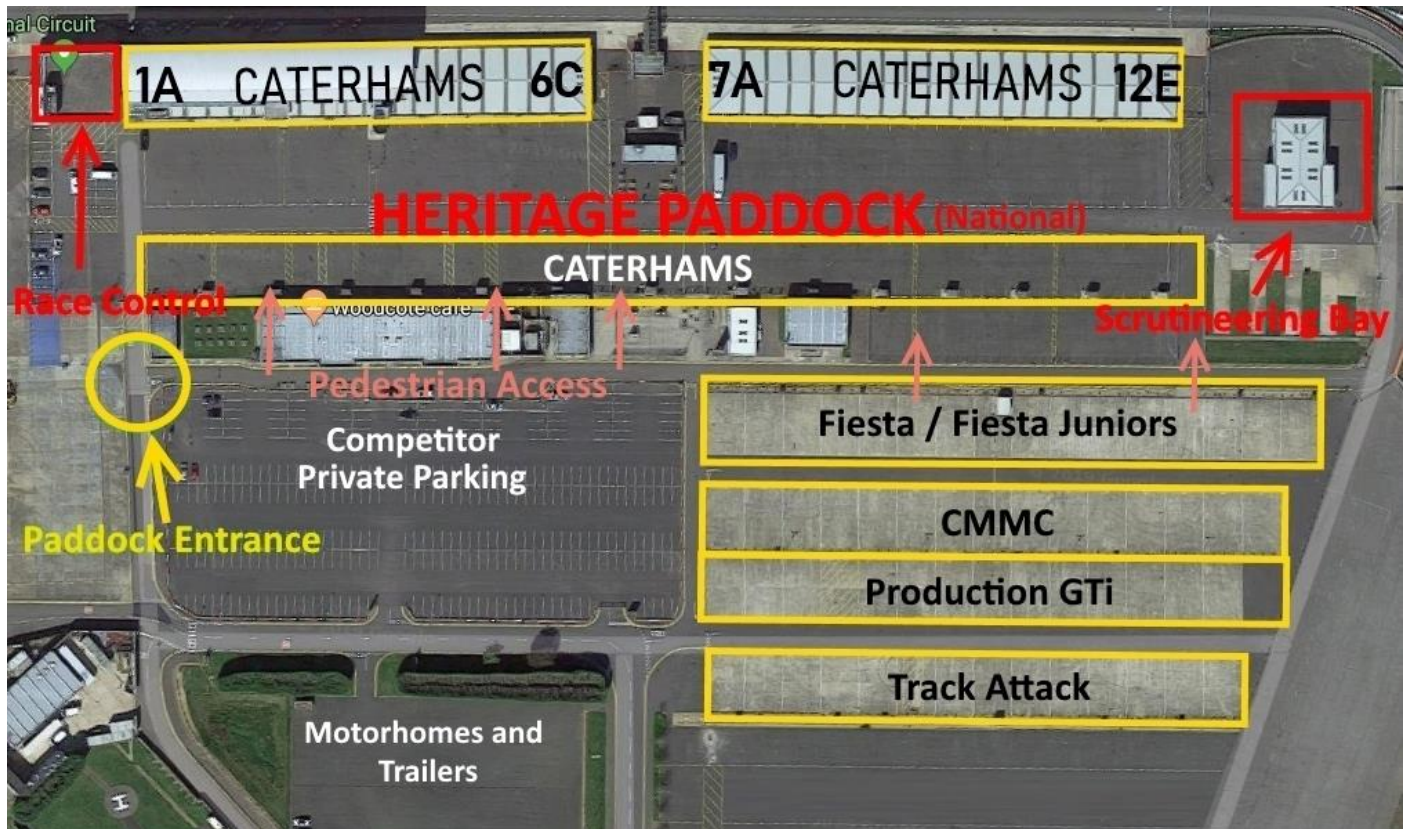 nal Circuit
1A CATERHAMS 6C
7A CATERHAMS 12E
HERITAGE PADDOCK (National)
CATERHAMS
Race Control
Woodcote cafe
Scrutineering Bay
Pedestrian Access
Fiesta / Fiesta Juniors
Competitor
Private Parking
CMMC
Paddock Entrance
Production GTi
Track Attack
Motorhomes and
Trailers
H